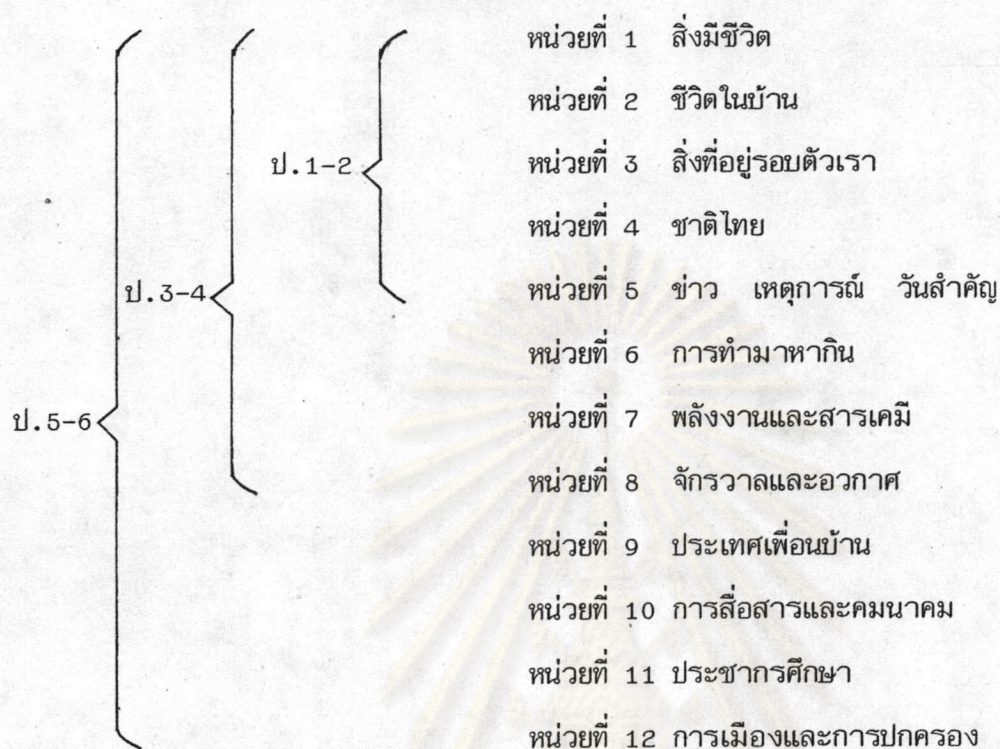 หน่วยที่ 1 สิ่งมีชีวิต
หน่วยที่ 2 ชีวิตในบ้าน
ป.1-2 หน่วยที่ 3 สิ่งที่อยู่รอบตัวเรา
หน่วยที่ 4 ชาติไทย
ป.3-4 หน่วยที่ 5 ข่าว เหตุการณ์ วันสำคัญ
หน่วยที่ 6 การทำมาหากิน
ป.5-6 หน่วยที่ 7 พลังงานและสารเคมี
หน่วยที่ 8 จักรวาลและอวกาศ
หน่วยที่ 9 ประเทศเพื่อนบ้าน
หน่วยที่ 10 การสื่อสารและคมนาคม
หน่วยที่ 11 ประชากรศึกษา
หน่วยที่ 12 การเมืองและการปกครอง